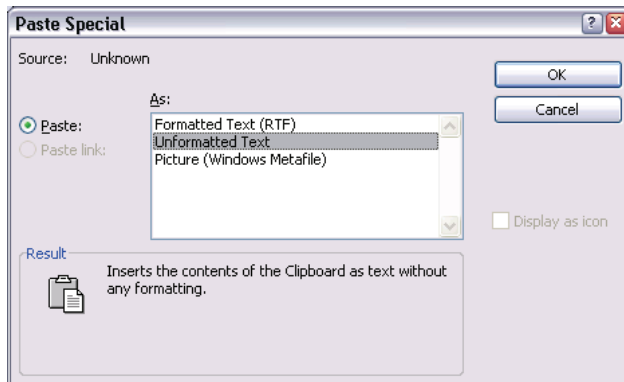 Paste Special
Source: Unknown
As:
Paste:
Paste link:
Formatted Text (RTF)
Unformatted Text
Picture (Windows Metafile)
OK
Cancel
Display as icon
Result
Inserts the contents of the Clipboard as text without
any formatting.